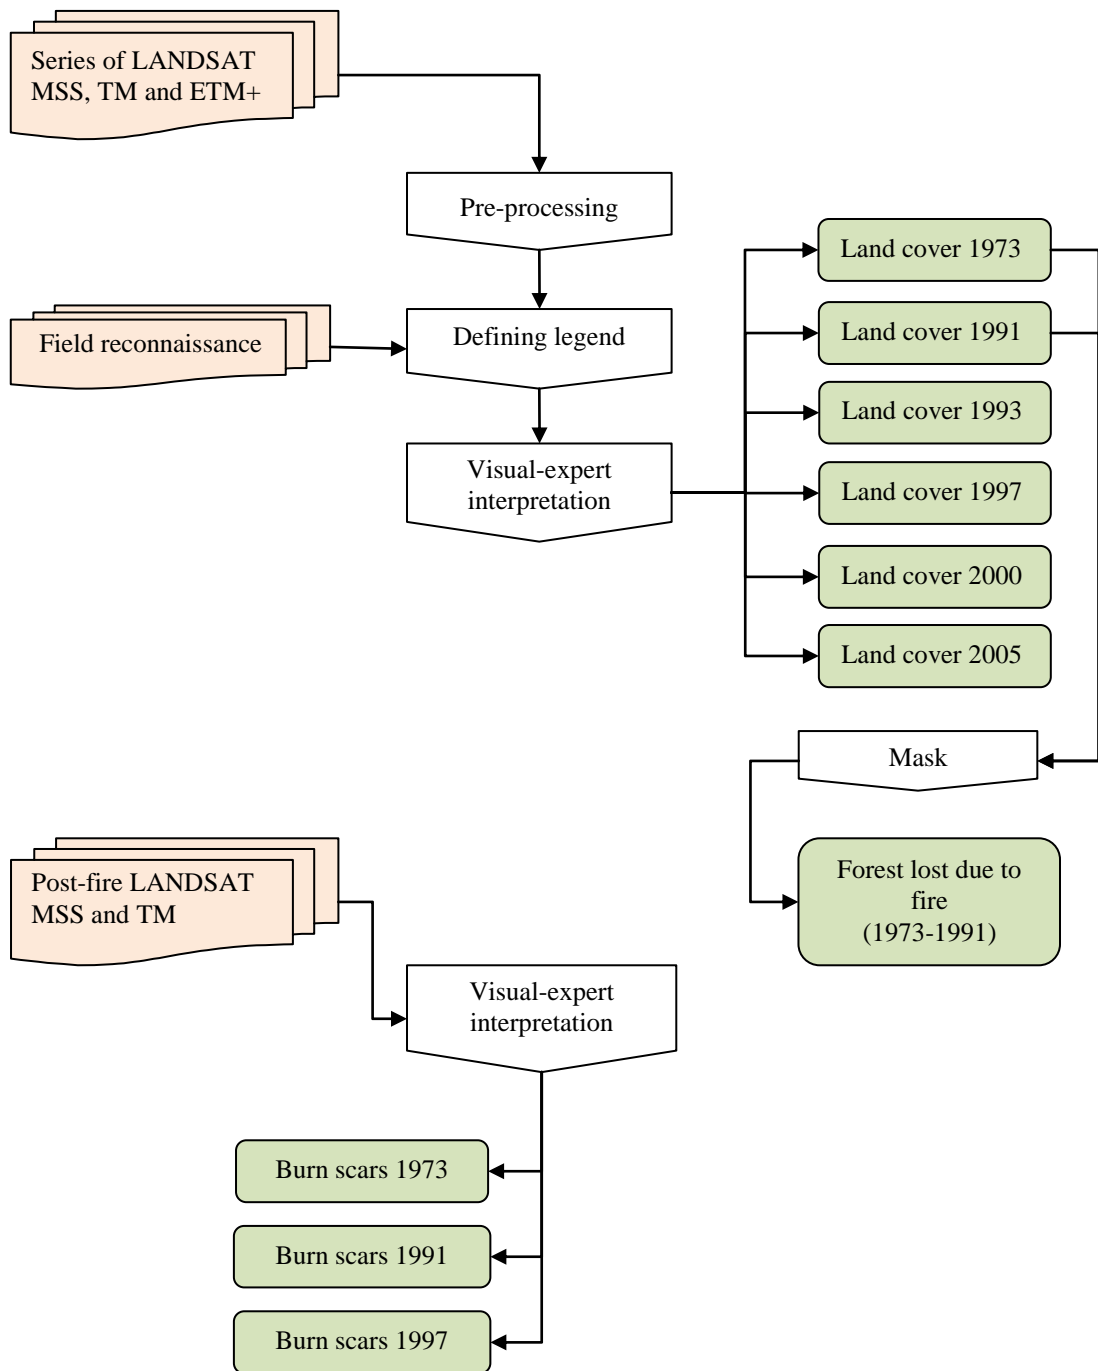 Series of LANDSAT
MSS, TM and ETM+
Pre-processing
Field reconnaissance
Defining legend
Visual-expert
interpretation
Land cover 1973
Land cover 1991
Land cover 1993
Land cover 1997
Land cover 2000
Land cover 2005
Mask
Forest lost due to
fire
(1973-1991)
Post-fire LANDSAT
MSS and TM
Visual-expert
interpretation
Burn scars 1973
Burn scars 1991
Burn scars 1997